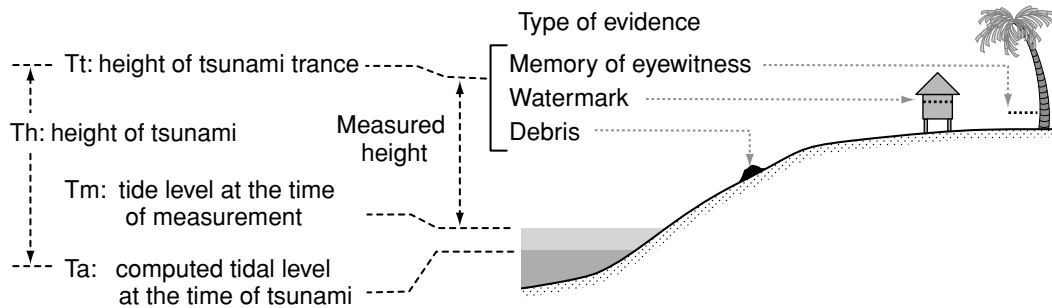 Type of evidence
Tt: height of tsunami trance
Memory of eyewitness
Watermark
Debris
Th: height of tsunami
Measured
height
Tm: tide level at the time
of measurement
Ta: computed tidal level
at the time of tsunami